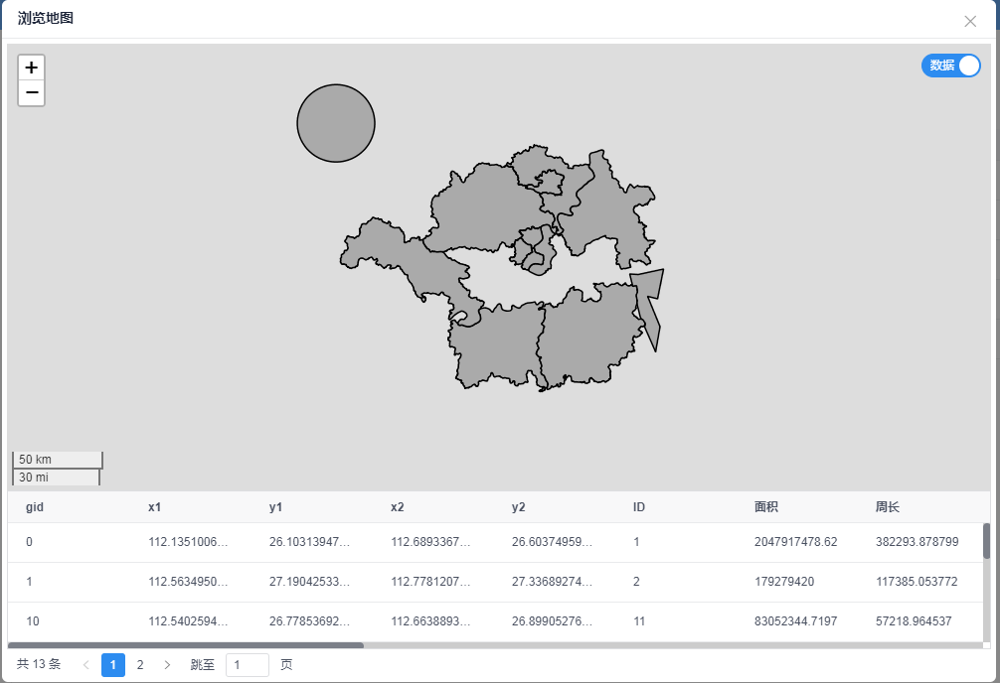 浏览地图
+
−
数据
50 km
30 mi
gid x1 y1 x2 y2 ID 面积 周长
0 112.1351006... 26.10313947... 112.6893367... 26.60374959... 1 2047917478.62 382293.878799
1 112.5634950... 27.19042533... 112.7781207... 27.33689274... 2 179279420 117385.053772
10 112.5402594... 26.77853692... 112.6638893... 26.89905276... 11 83052344.7197 57218.964537
共 13 条 < 1 2 > 跳至 1 页